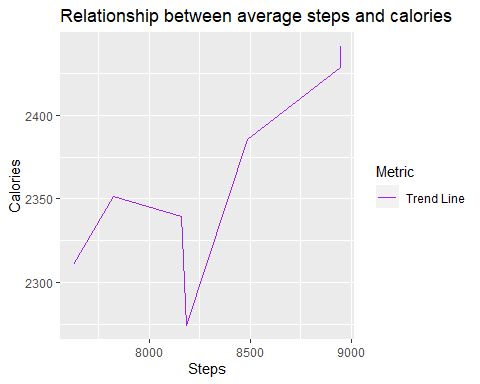 Relationship between average steps and calories
2400
2350
2300
Calories
8000
8500
9000
Steps
Metric
Trend Line